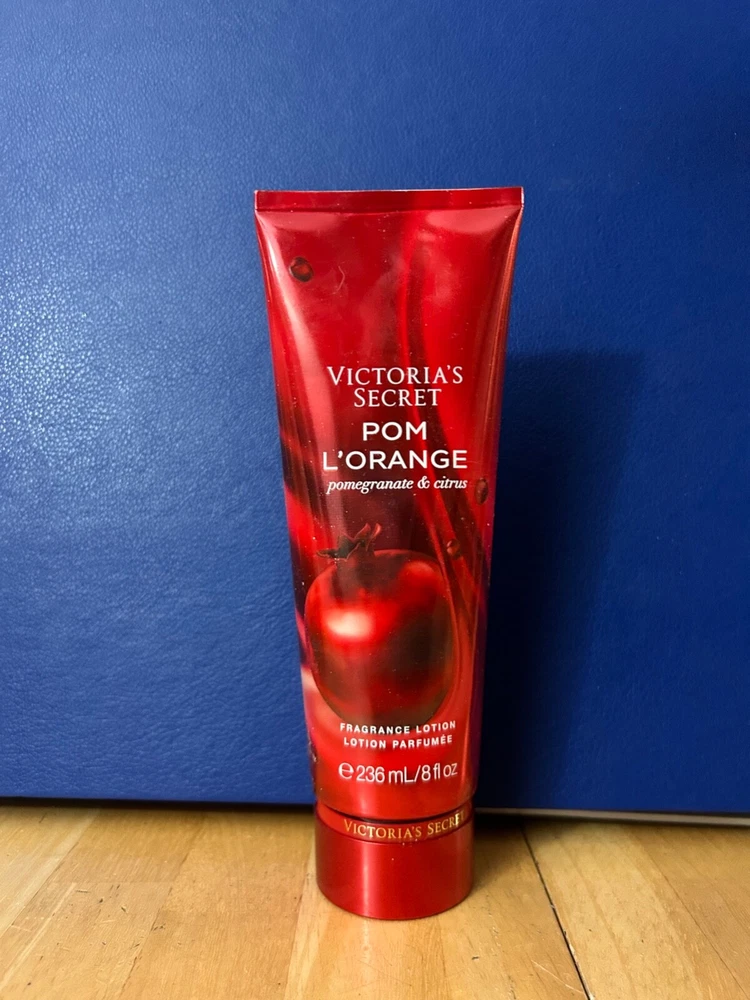 VICTORIA'S
SECRET
POM
L'ORANGE
pomegranate & citrus
FRAGRANCE LOTION
LOTION PARFUMÉE
℮ 236 mL/8 fl oz
VICTORIA'S SECRET